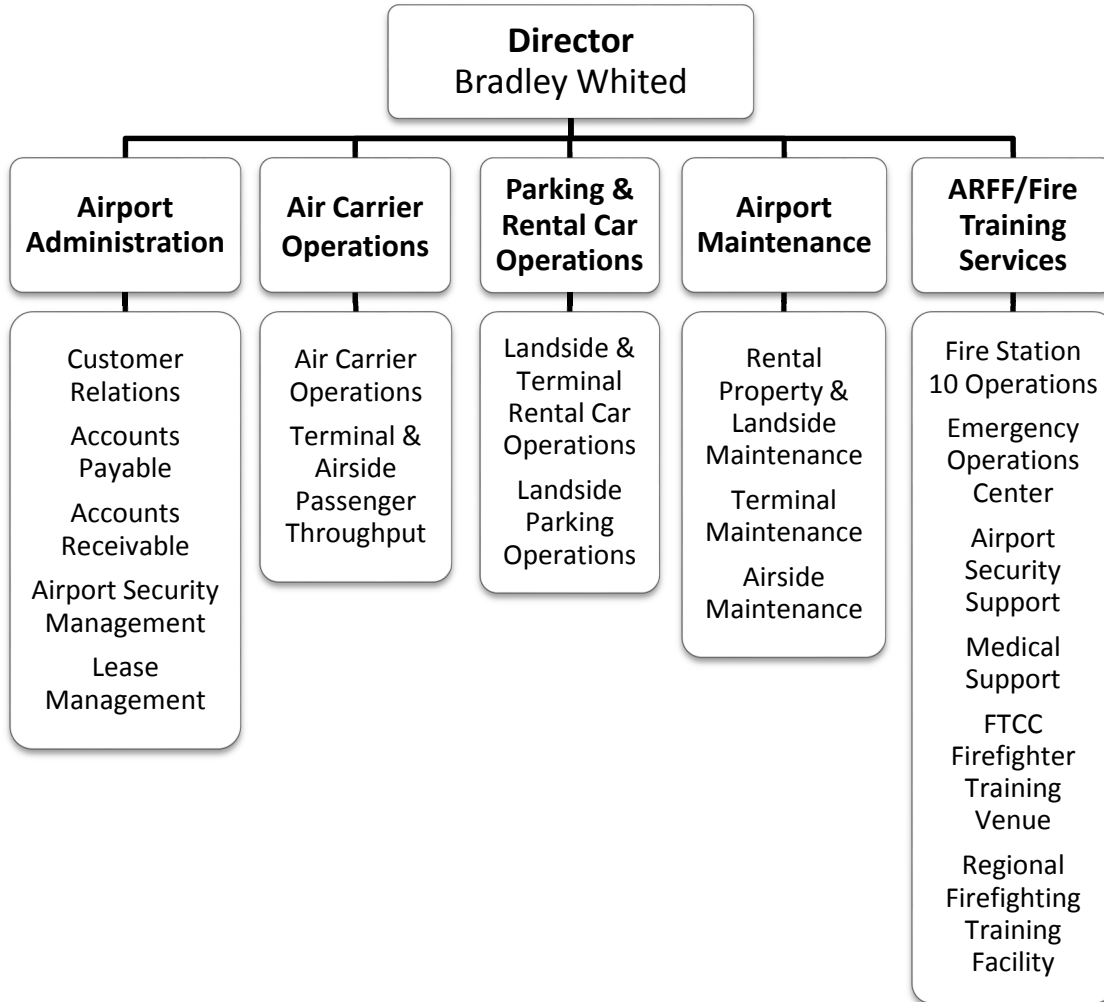 Director
Bradley Whited
Airport
Administration
Customer
Relations
Accounts
Payable
Accounts
Receivable
Airport Security
Management
Lease
Management
Air Carrier
Operations
Air Carrier
Operations
Terminal &
Airside
Passenger
Throughput
Parking &
Rental Car
Operations
Landside &
Terminal
Rental Car
Operations
Landside
Parking
Operations
Airport
Maintenance
Rental
Property &
Landside
Maintenance
Terminal
Maintenance
Airside
Maintenance
ARFF/Fire
Training
Services
Fire Station
10 Operations
Emergency
Operations
Center
Airport
Security
Support
Medical
Support
FTCC
Firefighter
Training
Venue
Regional
Firefighting
Training
Facility